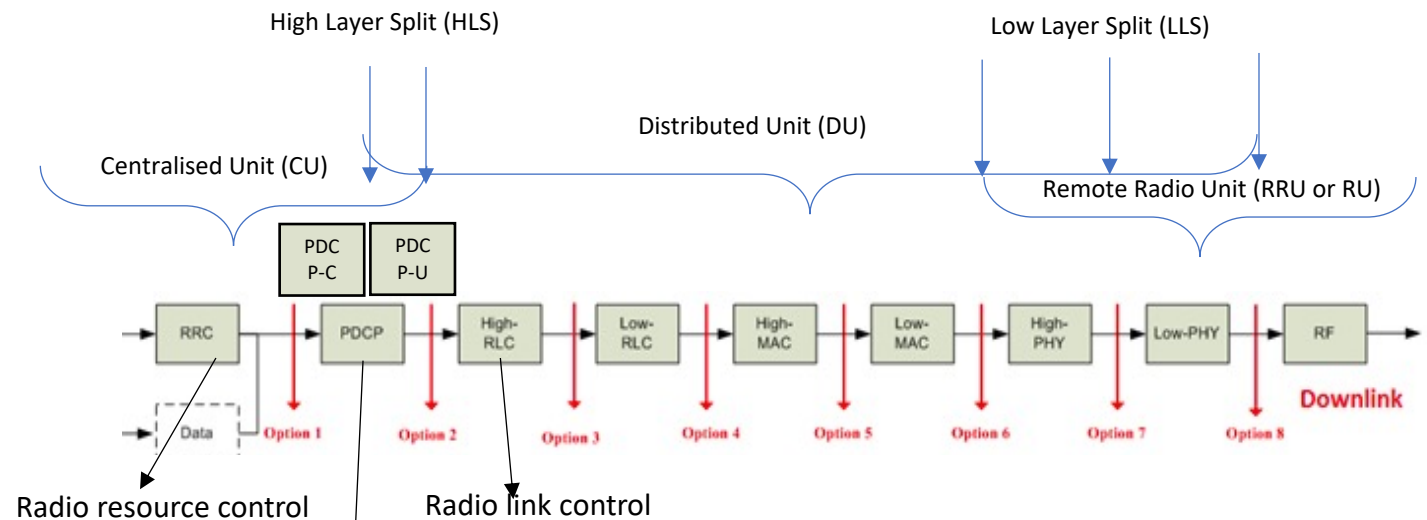 High Layer Split (HLS)
Low Layer Split (LLS)
Distributed Unit (DU)
Centralised Unit (CU)
Remote Radio Unit (RRU or RU)
PDC
P-C
PDC
P-U
RRC
PDCP
High-
RLC
Low-
RLC
High-
MAC
Low-
MAC
High-
PHY
Low-PHY
RF
Downlink
Data
Option 1
Option 2
Option 3
Option 4
Option 5
Option 6
Option 7
Option 8
Radio resource control
Radio link control